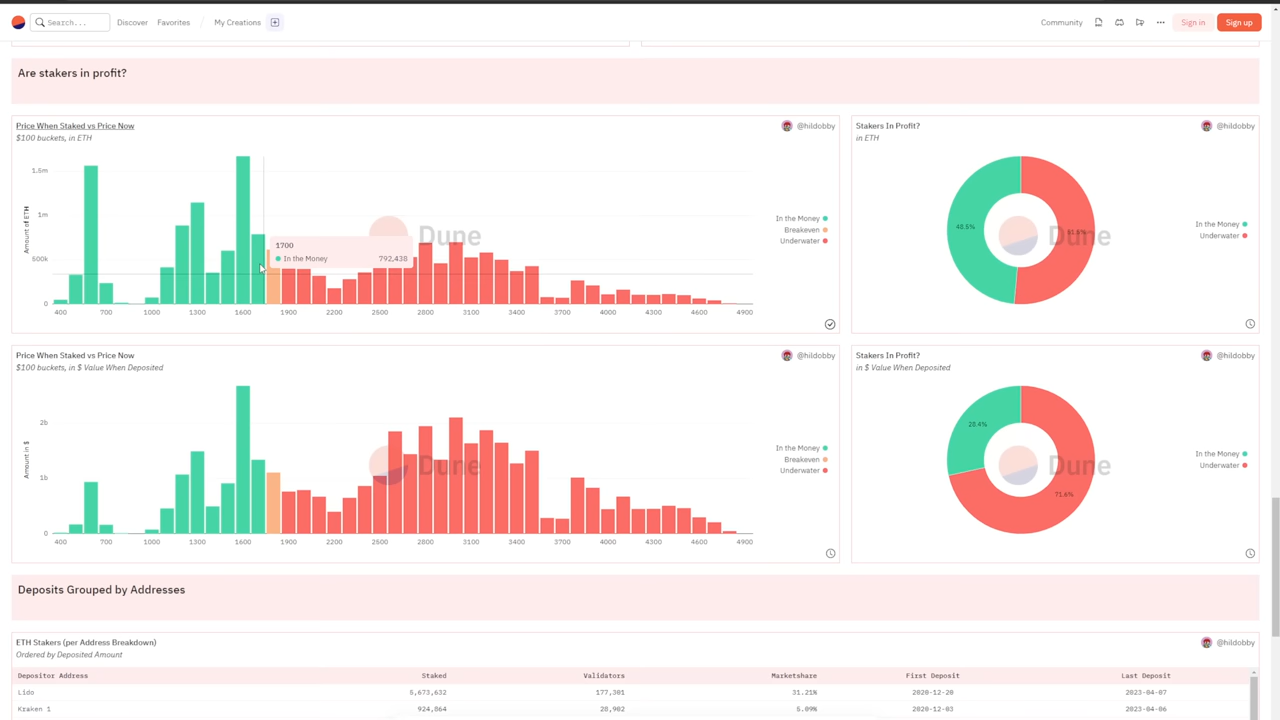 Search...
Discover
Favorites
My Creations
Community
Sign in
Sign up
Are stakers in profit?
Price When Staked vs Price Now
@hildobby
$100 buckets, in ETH
Amount of ETH
1.5m
1m
500k
0
400
700
1000
1300
1600
1900
2200
2500
2800
3100
3400
3700
4000
4300
4600
4900
Dune
1700
In the Money
792,438
In the Money
Breakeven
Underwater
Stakers In Profit?
@hildobby
in ETH
48.5%
51.5%
Dune
In the Money
Underwater
Price When Staked vs Price Now
@hildobby
$100 buckets, in $ Value When Deposited
Amount in $
2b
1b
0
400
700
1000
1300
1600
1900
2200
2500
2800
3100
3400
3700
4000
4300
4600
4900
Dune
In the Money
Breakeven
Underwater
Stakers In Profit?
@hildobby
in $ Value When Deposited
28.4%
71.6%
Dune
In the Money
Underwater
Deposits Grouped by Addresses
ETH Stakers (per Address Breakdown)
@hildobby
Ordered by Deposited Amount
Depositor Address Staked Validators Marketshare First Deposit Last Deposit
Lido 5,673,632 177,301 31.21% 2020-12-20 2023-04-07
Kraken 1 924,864 28,902 5.09% 2020-12-03 2023-04-06